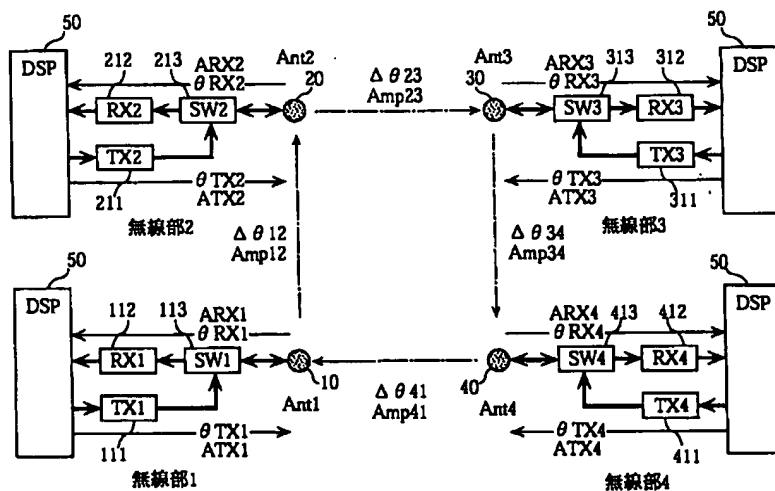 50
50
DSP
DSP
Ant2
Ant3
212
213
ARX2
θRX2
20
Δθ23
Amp23
30
ARX3
θRX3
313
312
RX2
SW2
SW3
RX3
TX2
TX3
211
θTX2
ATX2
θTX3
ATX3
311
無線部2
無線部3
50
Δθ12
Amp12
Δθ34
Amp34
50
DSP
DSP
112
113
ARX1
θRX1
ARX4
θRX4
413
412
RX1
SW1
SW4
RX4
10
Δθ41
Amp41
40
TX1
Ant1
Ant4
TX4
111
θTX1
ATX1
θTX4
ATX4
411
無線部1
無線部4